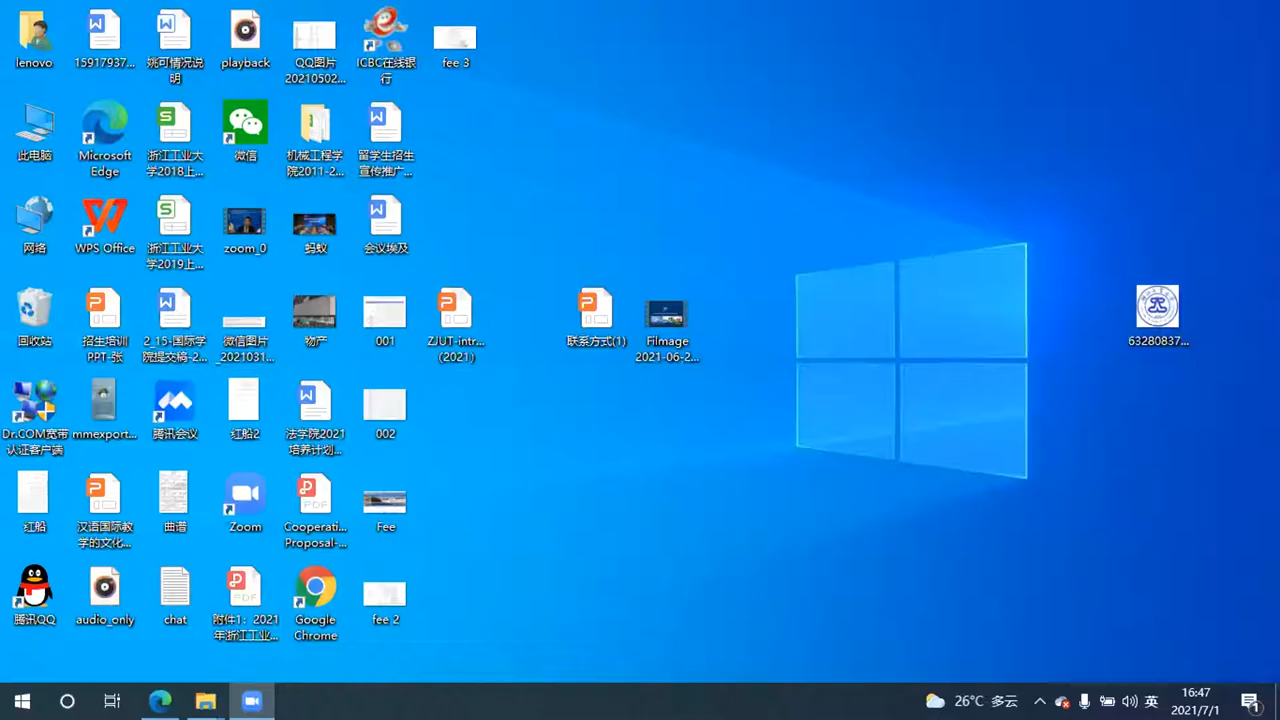 lenovo
15917937...
姚可情况说
明
playback
QQ图片
20210502...
ICBC在线银
行
fee 3
此电脑
Microsoft
Edge
浙江工业大
学2018上...
微信
机械工程学
院2011-2...
留学生招生
宣传推广...
网络
WPS Office
浙江工业大
学2019上...
zoom_0
蚂蚁
会议埃及
回收站
招生培训
PPT-张
2_15-国际学
院提交稿-2...
微信图片
_2021031...
物产
001
ZJUT-intr...
(2021)
联系方式(1)
Filmage
2021-06-2...
63280837...
Dr.COM宽带
认证客户端
mmexport...
腾讯会议
红船2
法学院2021
培养计划...
002
红船
汉语国际教
学的文化...
曲谱
Zoom
Cooperati...
Proposal-...
Fee
腾讯QQ
audio_only
chat
附件1：2021
年浙江工业...
Google
Chrome
fee 2
26°C 多云
英
16:47
2021/7/1
1